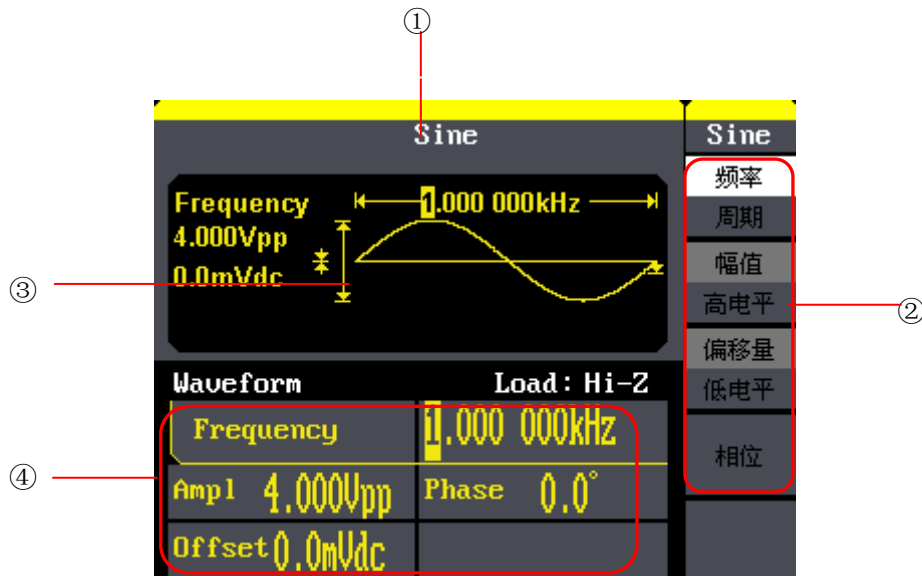 ①
Sine
Sine
频率
周期
幅值
高电平
偏移量
低电平
相位
②
Frequency
1.000 000kHz
4.000Vpp
0.0mVdc
③
Waveform
Load: Hi-Z
Frequency
1.000 000kHz
Ampl 4.000Vpp
Phase 0.0°
Offset 0.0mVdc
④